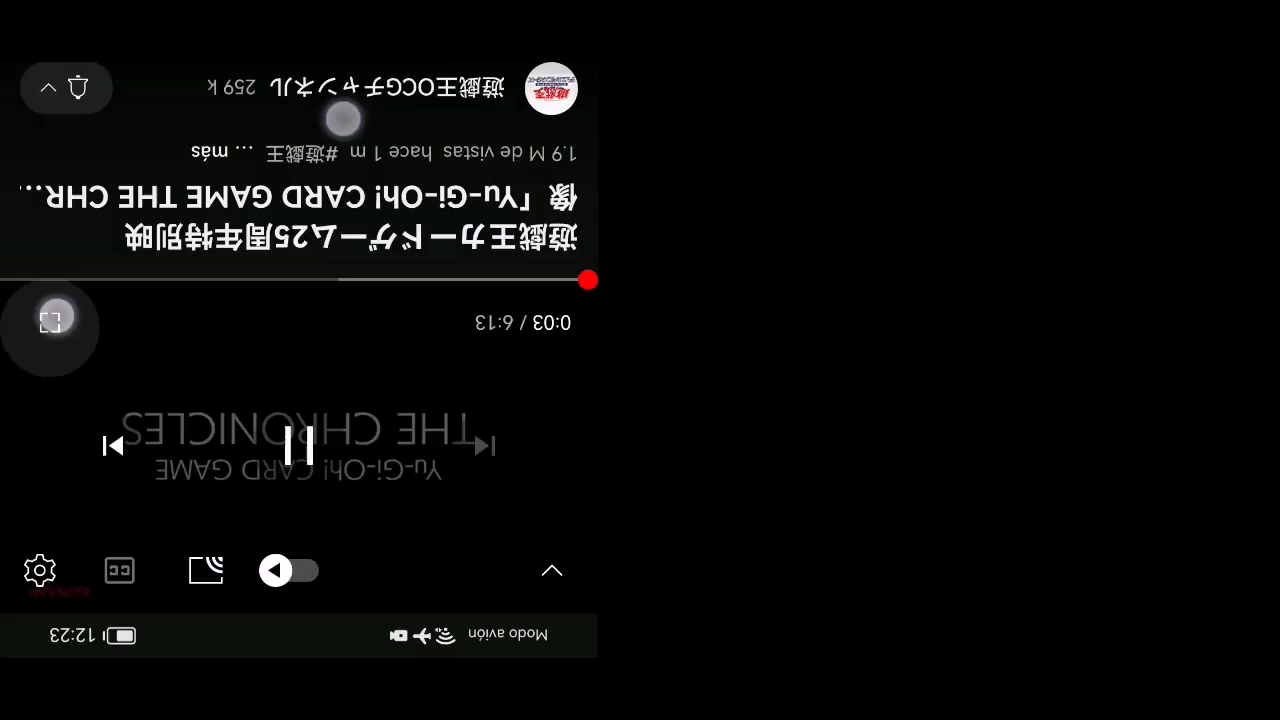 Modo avión
12:23
KONAMI
Yu-Gi-Oh! CARD GAME
THE CHRONICLES
0:03 / 6:13
遊戯王カードゲーム25周年特別映
像「Yu-Gi-Oh! CARD GAME THE CHR...
1.9 M de vistas hace 1 m #遊戯王 ... más
遊戯王OCGチャンネル 259 k